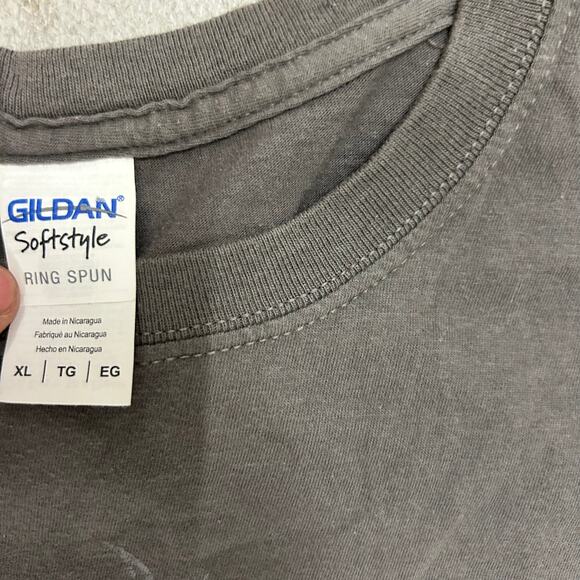 GILDAN®
Softstyle
RING SPUN
Made in Nicaragua
Fabriqué au Nicaragua
Hecho en Nicaragua
XL | TG | EG